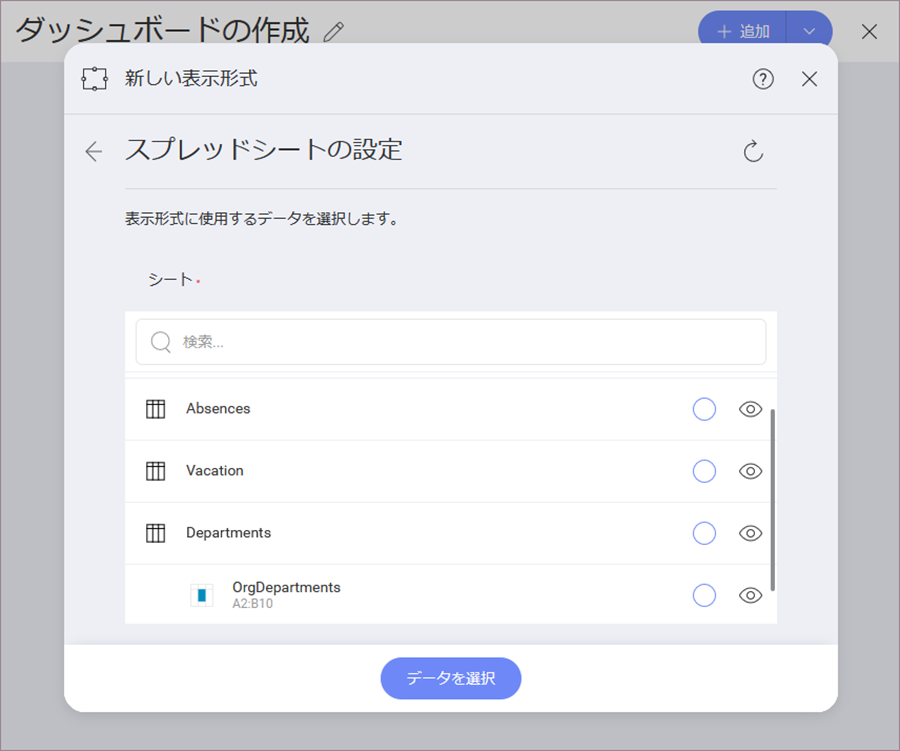 ダッシュボードの作成
追加
新しい表示形式
スプレッドシートの設定
表示形式に使用するデータを選択します。
シート
検索...
Absences
Vacation
Departments
OrgDepartments
A2:B10
データを選択